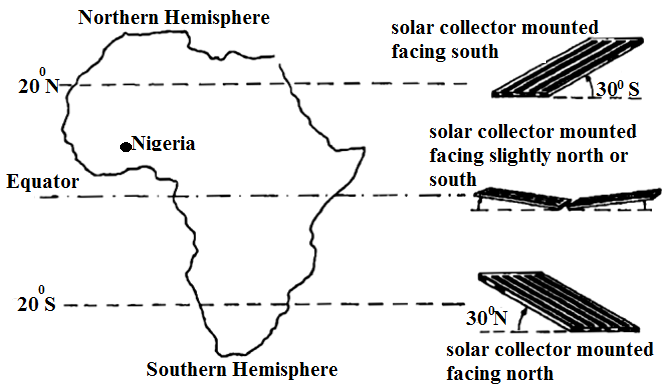 Northern Hemisphere
solar collector mounted
facing south
20⁰N
30⁰ S
Nigeria
solar collector mounted
facing slightly north or
south
Equator
20⁰S
30⁰N
solar collector mounted
facing north
Southern Hemisphere